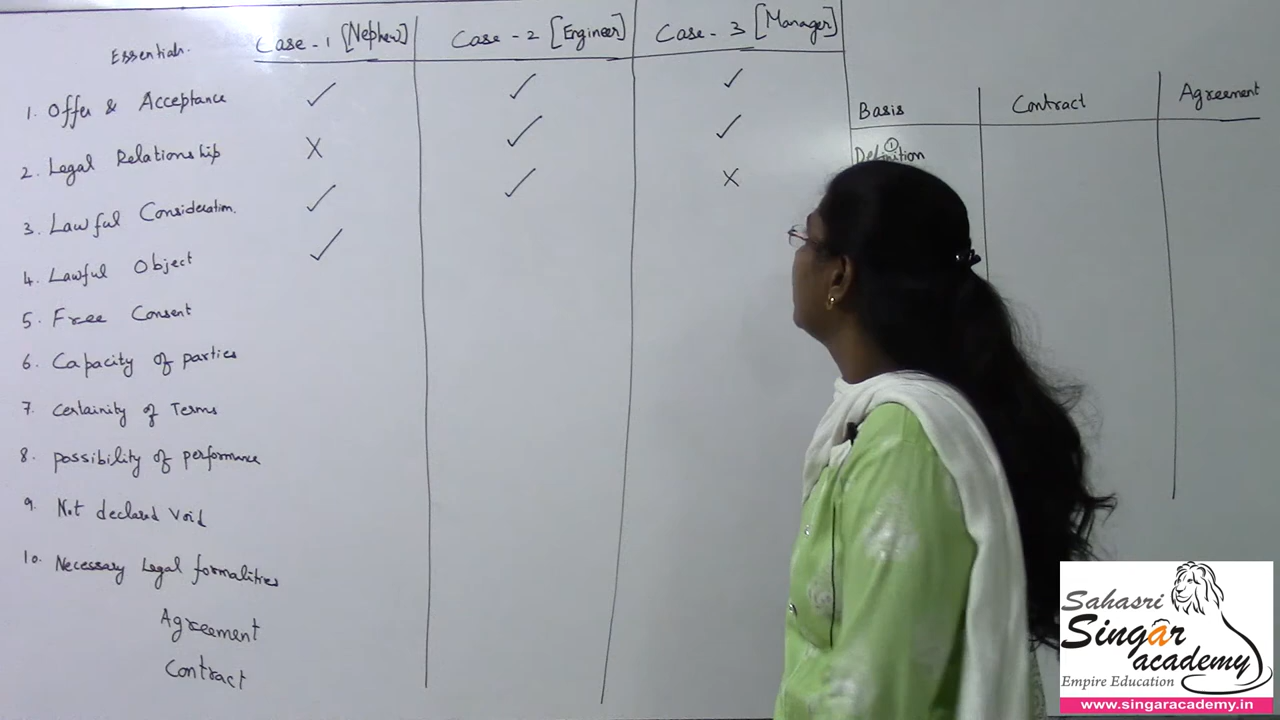 Essentials. Case - 1 [Nephew] Case - 2 [Engineer] Case - 3 [Manager]
1. Offer & Acceptance ✓ ✓ ✓
2. Legal Relationship X ✓ ✓
3. Lawful Consideration. ✓ ✓ X
4. Lawful Object ✓
5. Free Consent
6. Capacity of parties
7. Certainity of Terms
8. possibility of performance
9. Not declared void
10. Necessary Legal formalities
Agreement
Contract
Basis Contract Agreement
① Definition
Sahasri
Singâr
academy
Empire Education
www.singaracademy.in